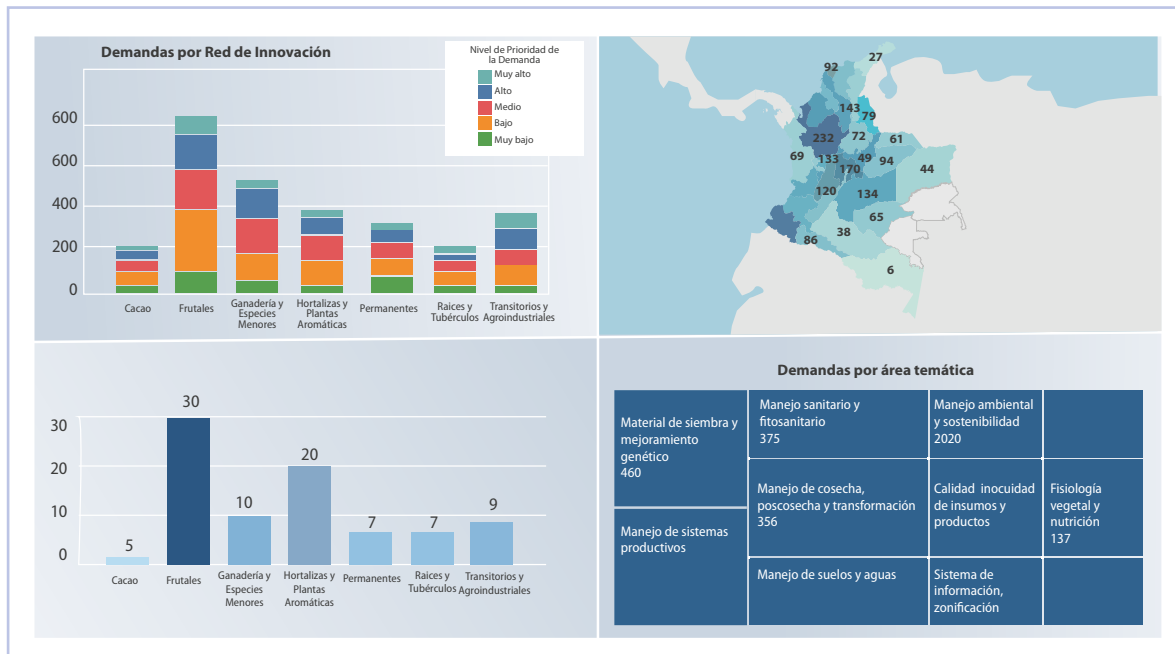 Demandas por Red de Innovación
Nivel de Prioridad de
la Demanda
Muy alto
Alto
Medio
Bajo
Muy bajo
600
600
400
200
0
Cacao
Frutales
Ganadería y
Especies
Menores
Hortalizas y
Plantas
Aromáticas
Permanentes
Raices y
Tubérculos
Transitorios y
Agroindustriales
27
92
143
79
232
72
61
69
133
49
94
170
44
120
134
65
38
86
6
30
20
10
0
5
30
10
20
7
7
9
Cacao
Frutales
Ganadería y
Especies
Menores
Hortalizas y
Plantas
Aromáticas
Permanentes
Raices y
Tubérculos
Transitorios y
Agroindustriales
Demandas por área temática
Material de siembra y
mejoramiento
genético
460
Manejo de sistemas
productivos
Manejo sanitario y
fitosanitario
375
Manejo de cosecha,
poscosecha y transformación
356
Manejo de suelos y aguas
Manejo ambiental
y sostenibilidad
2020
Calidad inocuidad
de insumos y
productos
Sistema de
información,
zonificación
Fisiología
vegetal y
nutrición
137